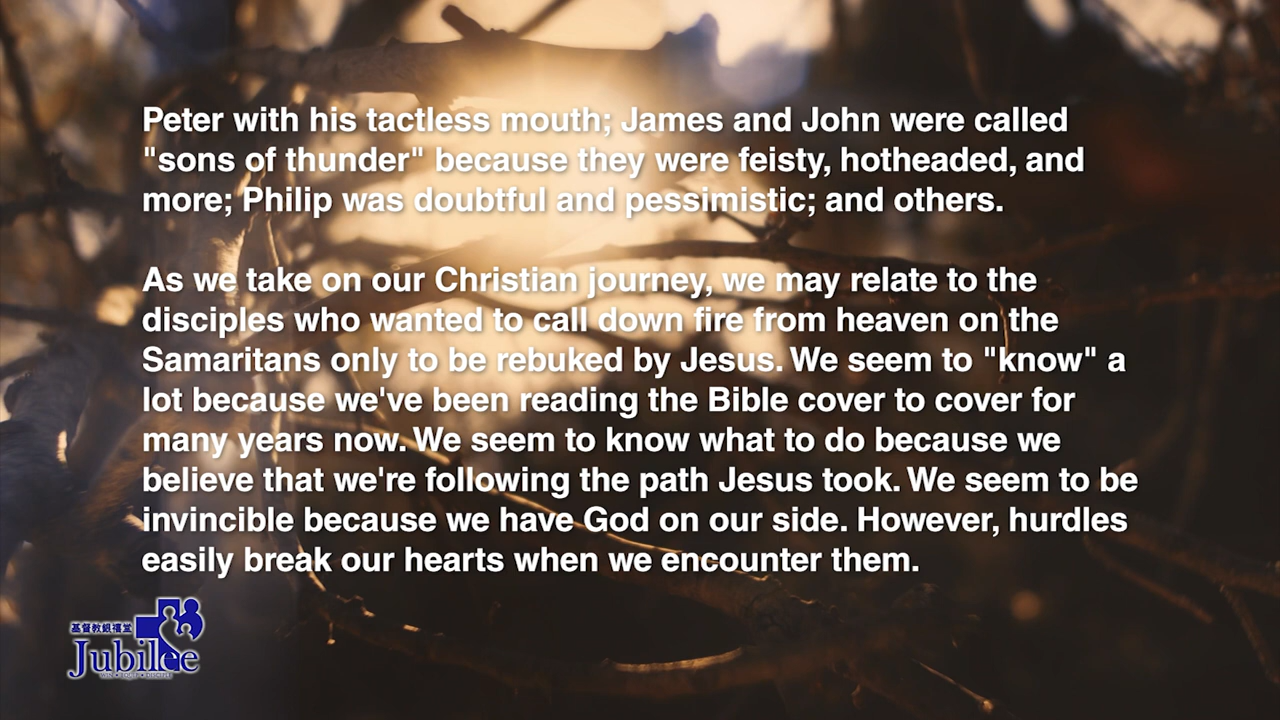 Peter with his tactless mouth; James and John were called
"sons of thunder" because they were feisty, hotheaded, and
more; Philip was doubtful and pessimistic; and others.
As we take on our Christian journey, we may relate to the
disciples who wanted to call down fire from heaven on the
Samaritans only to be rebuked by Jesus. We seem to "know" a
lot because we've been reading the Bible cover to cover for
many years now. We seem to know what to do because we
believe that we're following the path Jesus took. We seem to be
invincible because we have God on our side. However, hurdles
easily break our hearts when we encounter them.
基督教銀禧堂
Jubilee